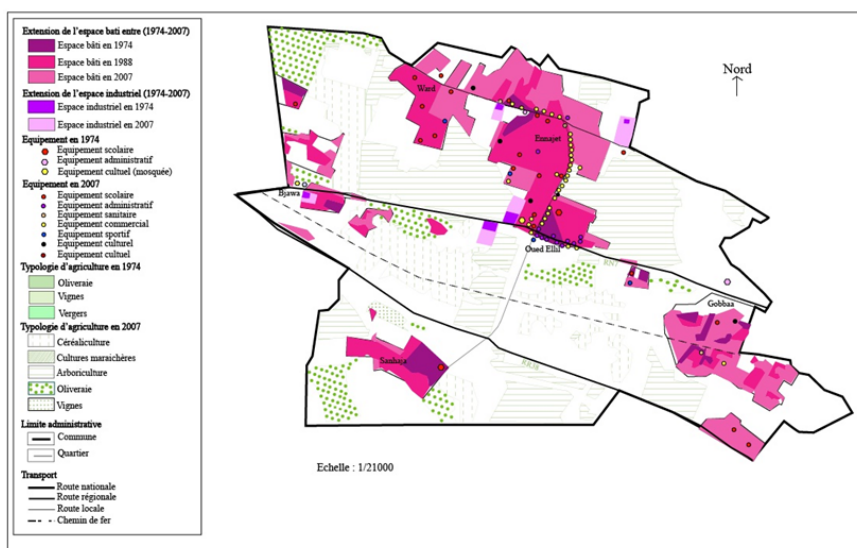 Extension de l'espace bati entre (1974-2007)
Espace bâti en 1974
Espace bâti en 1988
Espace bâti en 2007
Extension de l'espace industriel (1974-2007)
Espace industriel en 1974
Espace industriel en 2007
Equipement en 1974
Equipement scolaire
Equipement administratif
Equipement cultuel (mosquée)
Equipement en 2007
Equipement scolaire
Equipement administratif
Equipement sanitaire
Equipement commercial
Equipement sportif
Equipement culturel
Equipement cultuel
Typologie d'agriculture en 1974
Oliveraie
Vignes
Vergers
Typologie d'agriculture en 2007
Céréaliculture
Cultures maraichères
Arboriculture
Oliveraie
Vignes
Limite administrative
Commune
Quartier
Transport
Route nationale
Route régionale
Route locale
Chemin de fer
Nord
Ward
Ennajet
Bjawa
Oued Ellil
Gobbaa
Sanhaja
Echelle : 1/21000